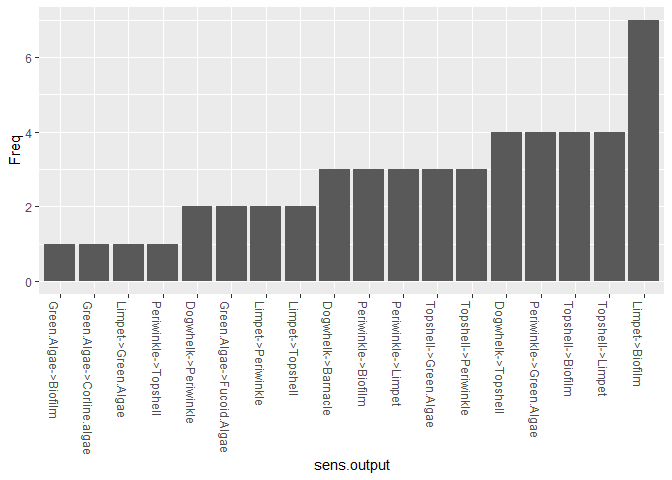 Freq
6
4
2
0
Green.Algae->Biofilm
Green.Algae->Corline.algae
Limpet->Green.Algae
Periwinkle->Topshell
Dogwhelk->Periwinkle
Green.Algae->Fucoid.Algae
Limpet->Periwinkle
Limpet->Topshell
Dogwhelk->Barnacle
Periwinkle->Biofilm
Periwinkle->Limpet
Topshell->Green.Algae
Topshell->Periwinkle
Dogwhelk->Topshell
Periwinkle->Green.Algae
Topshell->Biofilm
Topshell->Limpet
Limpet->Biofilm
sens.output